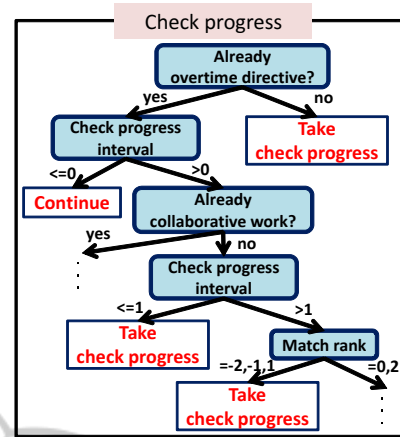 Check progress
Already
overtime directive?
yes
no
Check progress
interval
Take
check progress
<=0
>0
Continue
Already
collaborative work?
yes
no
Check progress
interval
<=1
>1
Take
check progress
Match rank
=-2,-1,1
=0,2
Take
check progress